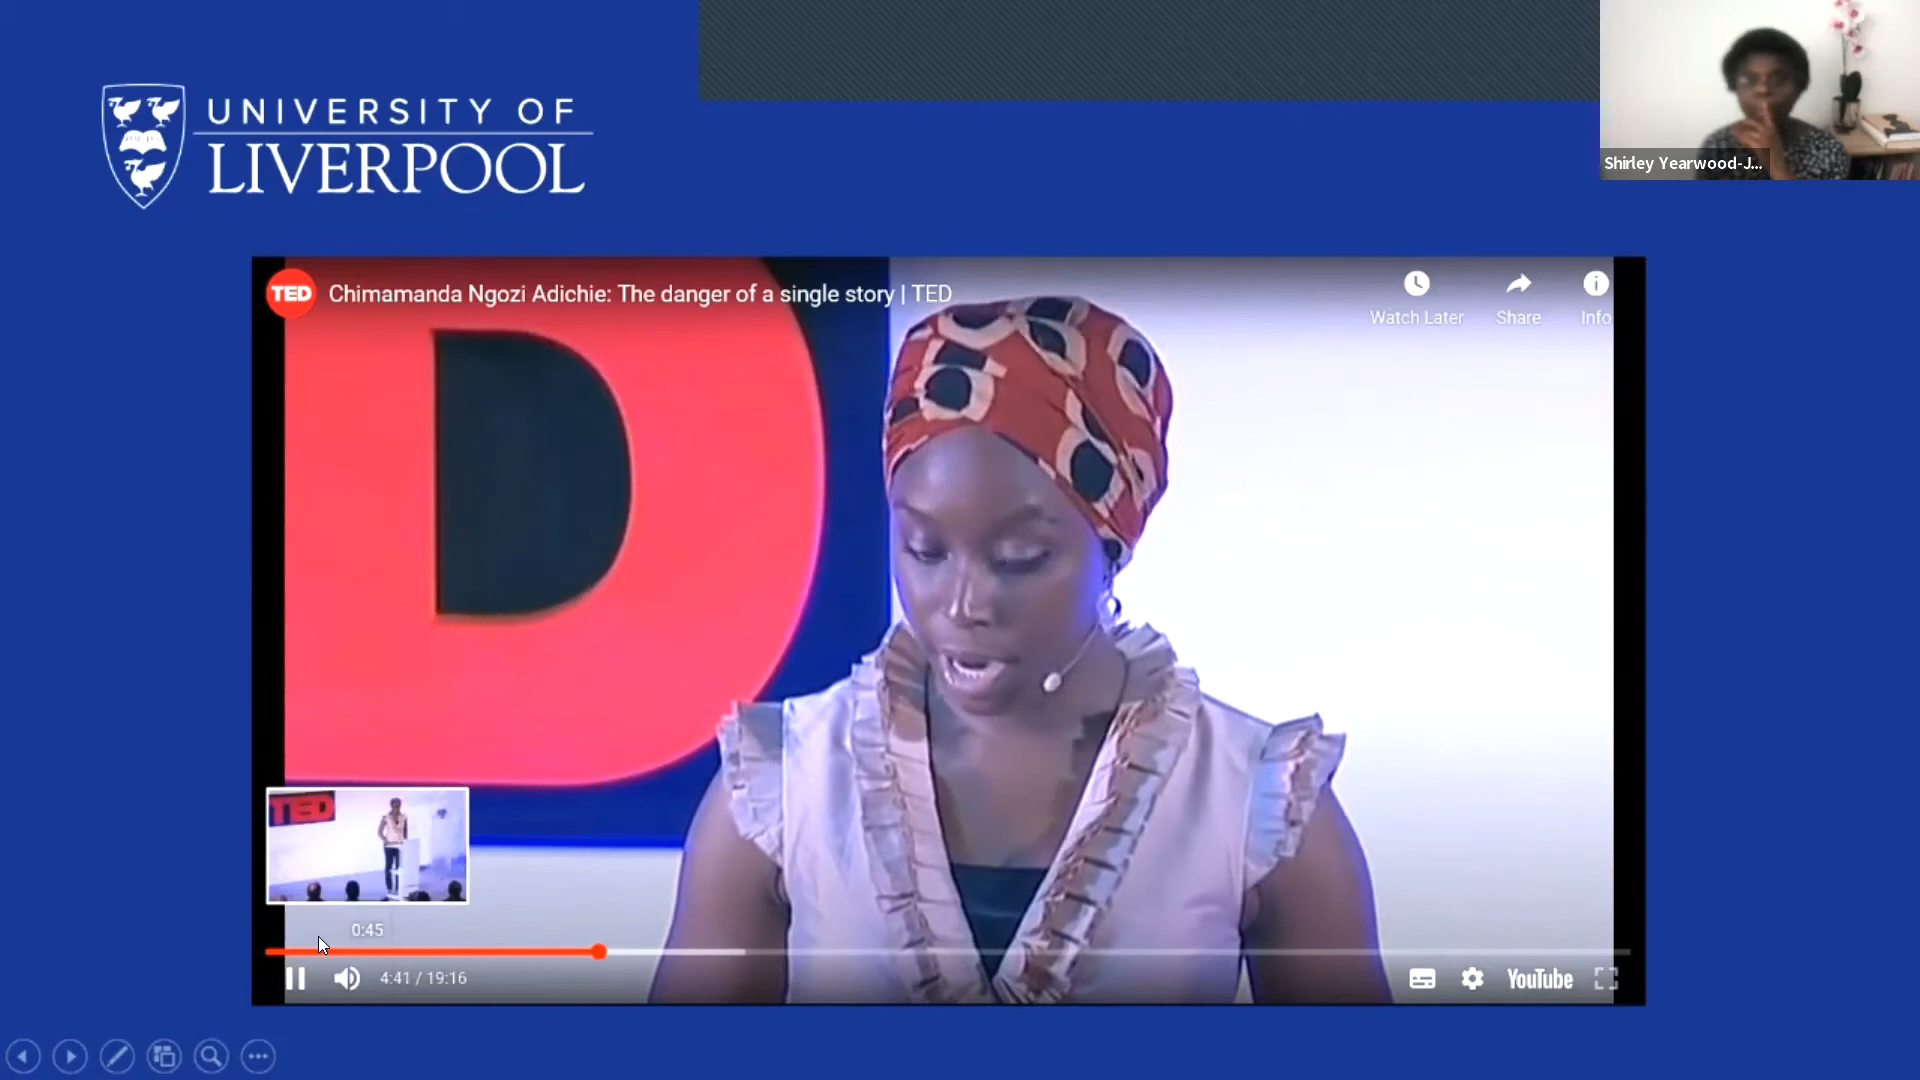 UNIVERSITY OF
LIVERPOOL
Shirley Yearwood-J...
TED
Chimamanda Ngozi Adichie: The danger of a single story | TED
Watch Later
Share
Info
D
TED
0:45
4:41 / 19:16
YouTube